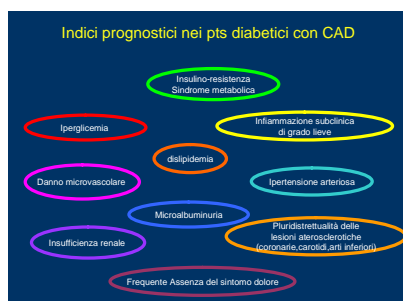 Indici prognostici nei pts diabetici con CAD
Insulino-resistenza
Sindrome metabolica
Iperglicemia
Infiammazione subclinica
di grado lieve
dislipidemia
Danno microvascolare
Ipertensione arteriosa
Microalbuminuria
Insufficienza renale
Pluridistrettualità delle
lesioni aterosclerotiche
(coronarie,carotidi,arti inferiori)
Frequente Assenza del sintomo dolore